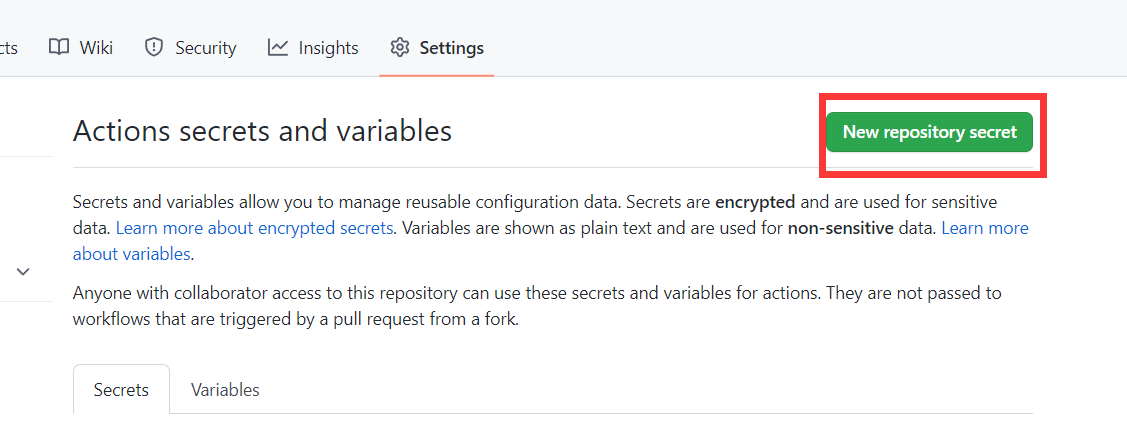 cts Wiki Security Insights Settings
Actions secrets and variables
New repository secret
Secrets and variables allow you to manage reusable configuration data. Secrets are encrypted and are used for sensitive
data. Learn more about encrypted secrets. Variables are shown as plain text and are used for non-sensitive data. Learn more
about variables.
Anyone with collaborator access to this repository can use these secrets and variables for actions. They are not passed to
workflows that are triggered by a pull request from a fork.
Secrets Variables